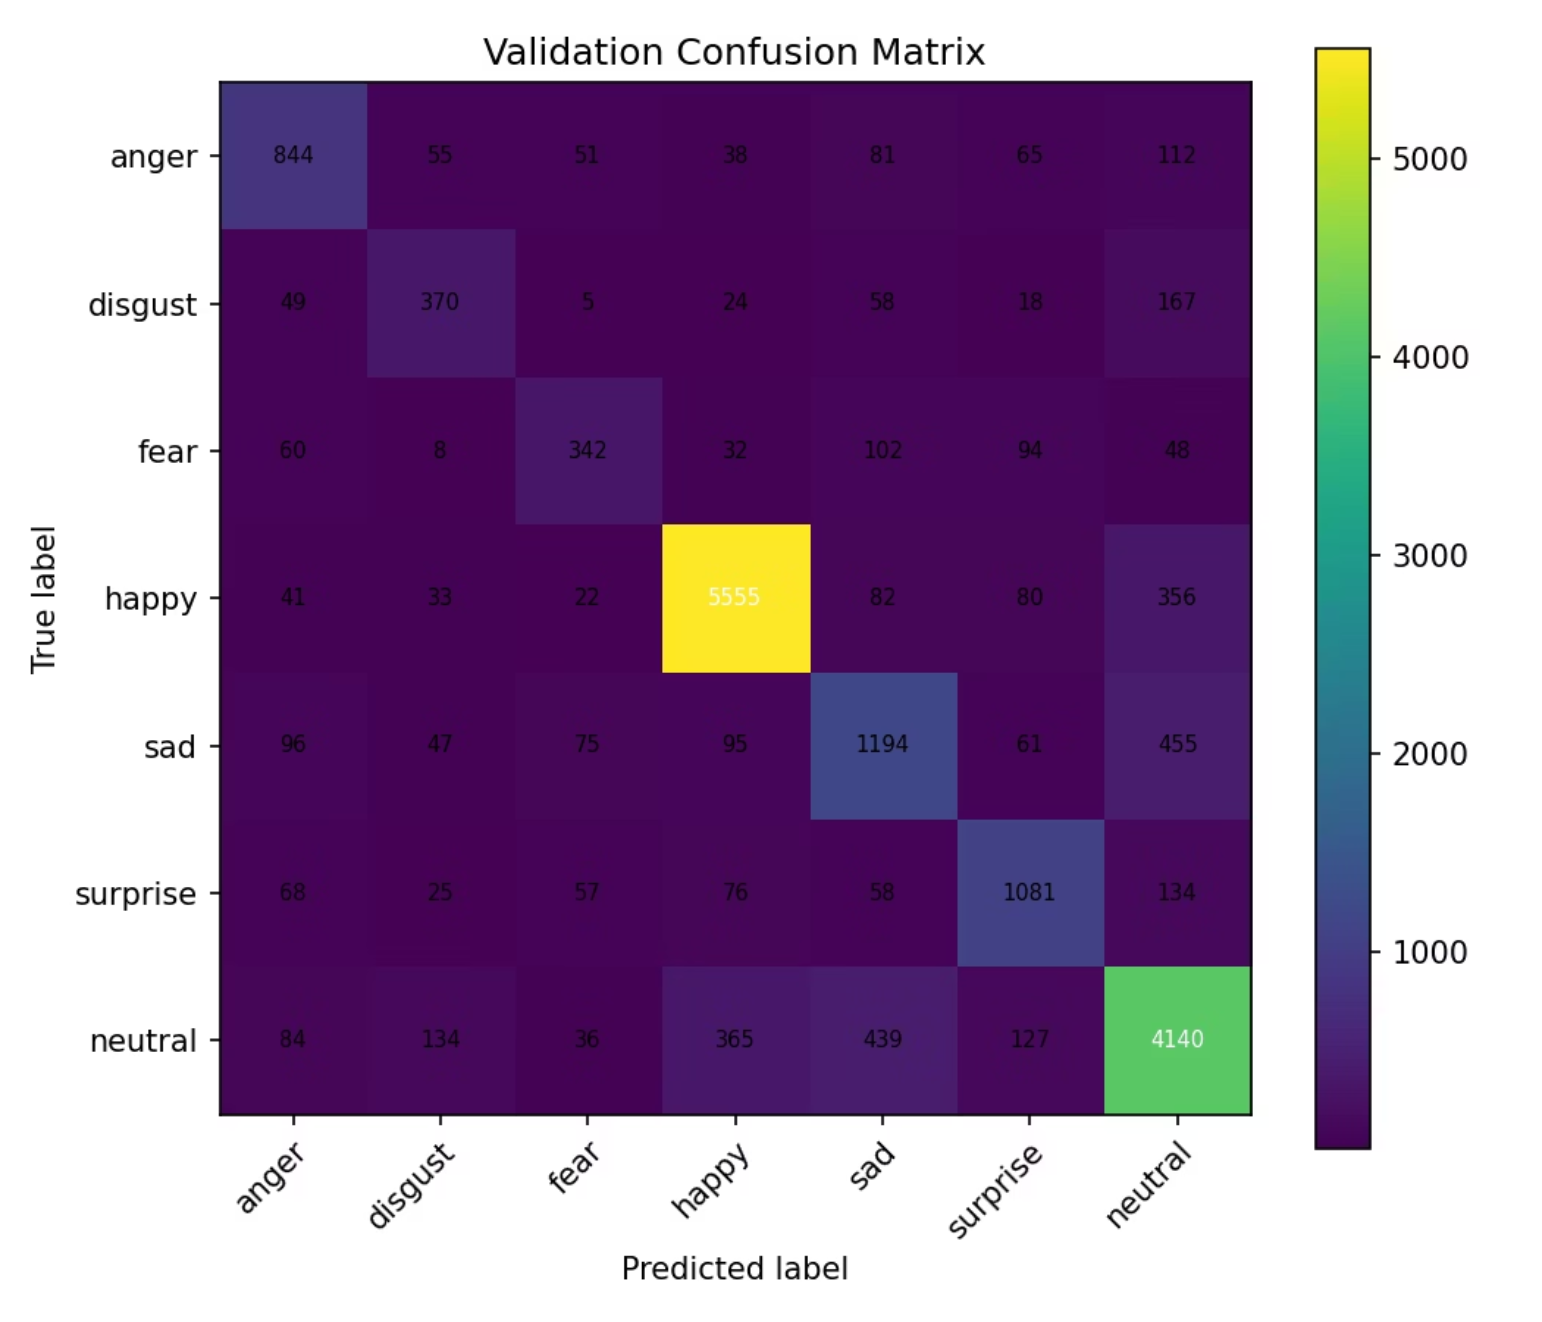 Validation Confusion Matrix
anger 844 55 51 38 81 65 112
disgust 49 370 5 24 58 18 167
fear 60 8 342 32 102 94 48
happy 41 33 22 5555 82 80 356
sad 96 47 75 95 1194 61 455
surprise 68 25 57 76 58 1081 134
neutral 84 134 36 365 439 127 4140
anger disgust fear happy sad surprise neutral
Predicted label
True label
5000
4000
3000
2000
1000